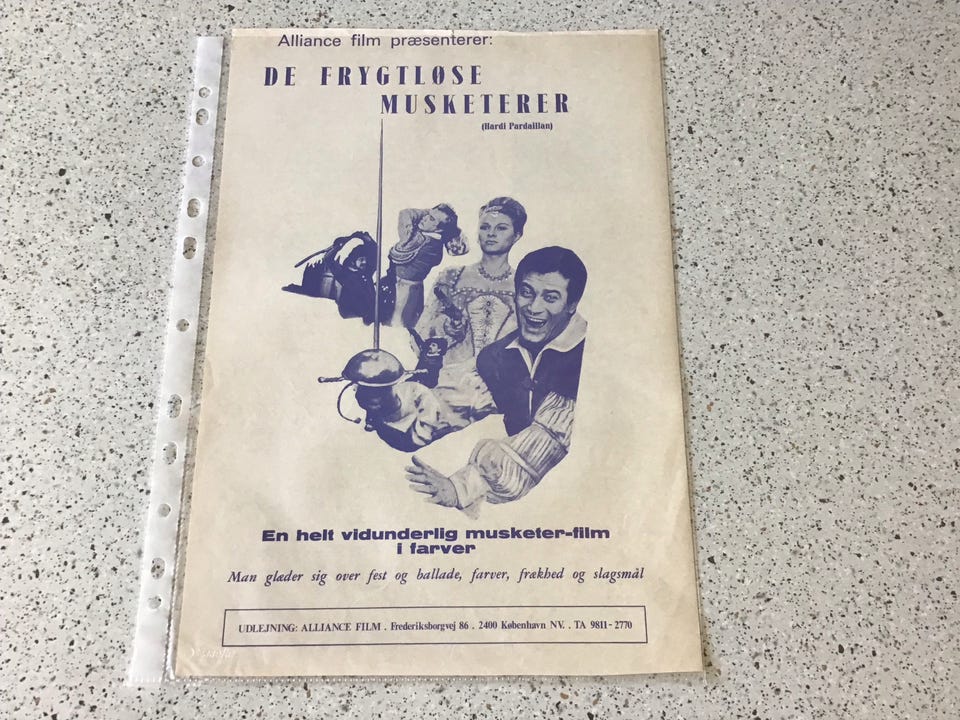 Alliance film præsenterer:
DE FRYGTLØSE
MUSKETERER
(Hardi Pardaillan)
En helt vidunderlig musketer-film
i farver
Man glæder sig over fest og ballade, farver, frækhed og slagsmål
UDLEJNING: ALLIANCE FILM . Frederiksborgvej 86 . 2400 København NV. . TA 9811-2770